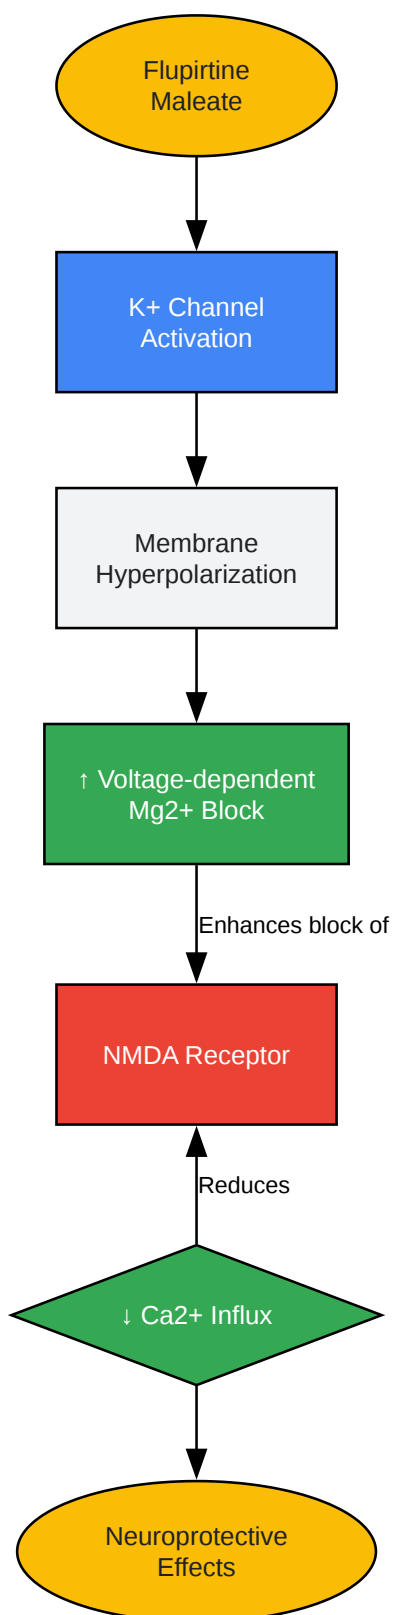 Flupirtine
Maleate
K+ Channel
Activation
Membrane
Hyperpolarization
↑ Voltage-dependent
Mg2+ Block
Enhances block of
NMDA Receptor
Reduces
↓ Ca2+ Influx
Neuroprotective
Effects